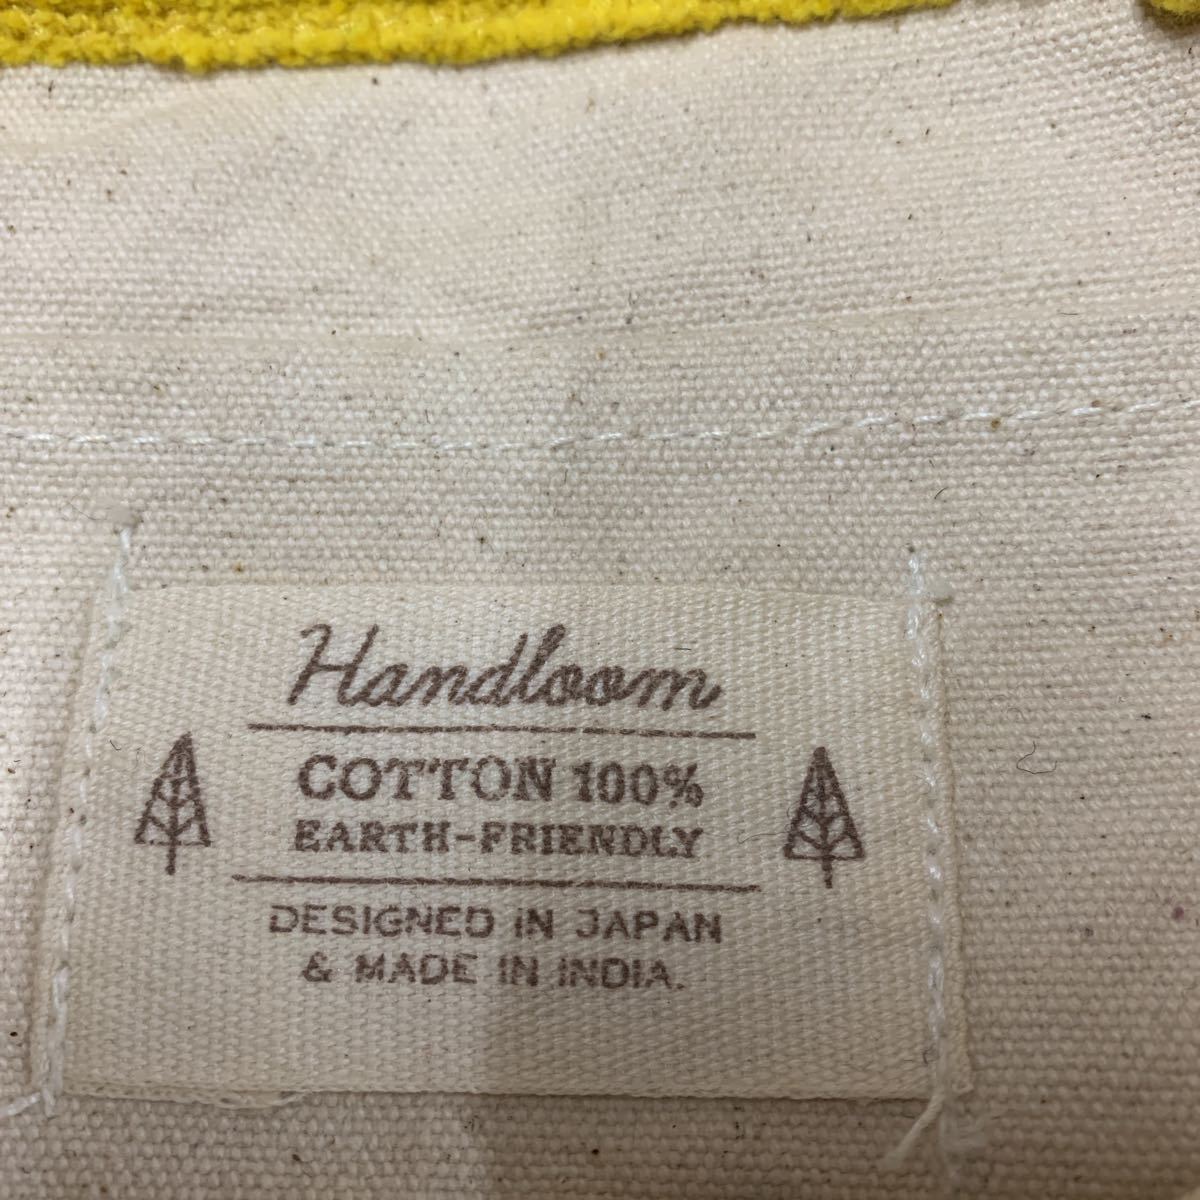 Handloom
COTTON 100%
EARTH-FRIENDLY
DESIGNED IN JAPAN
& MADE IN INDIA.